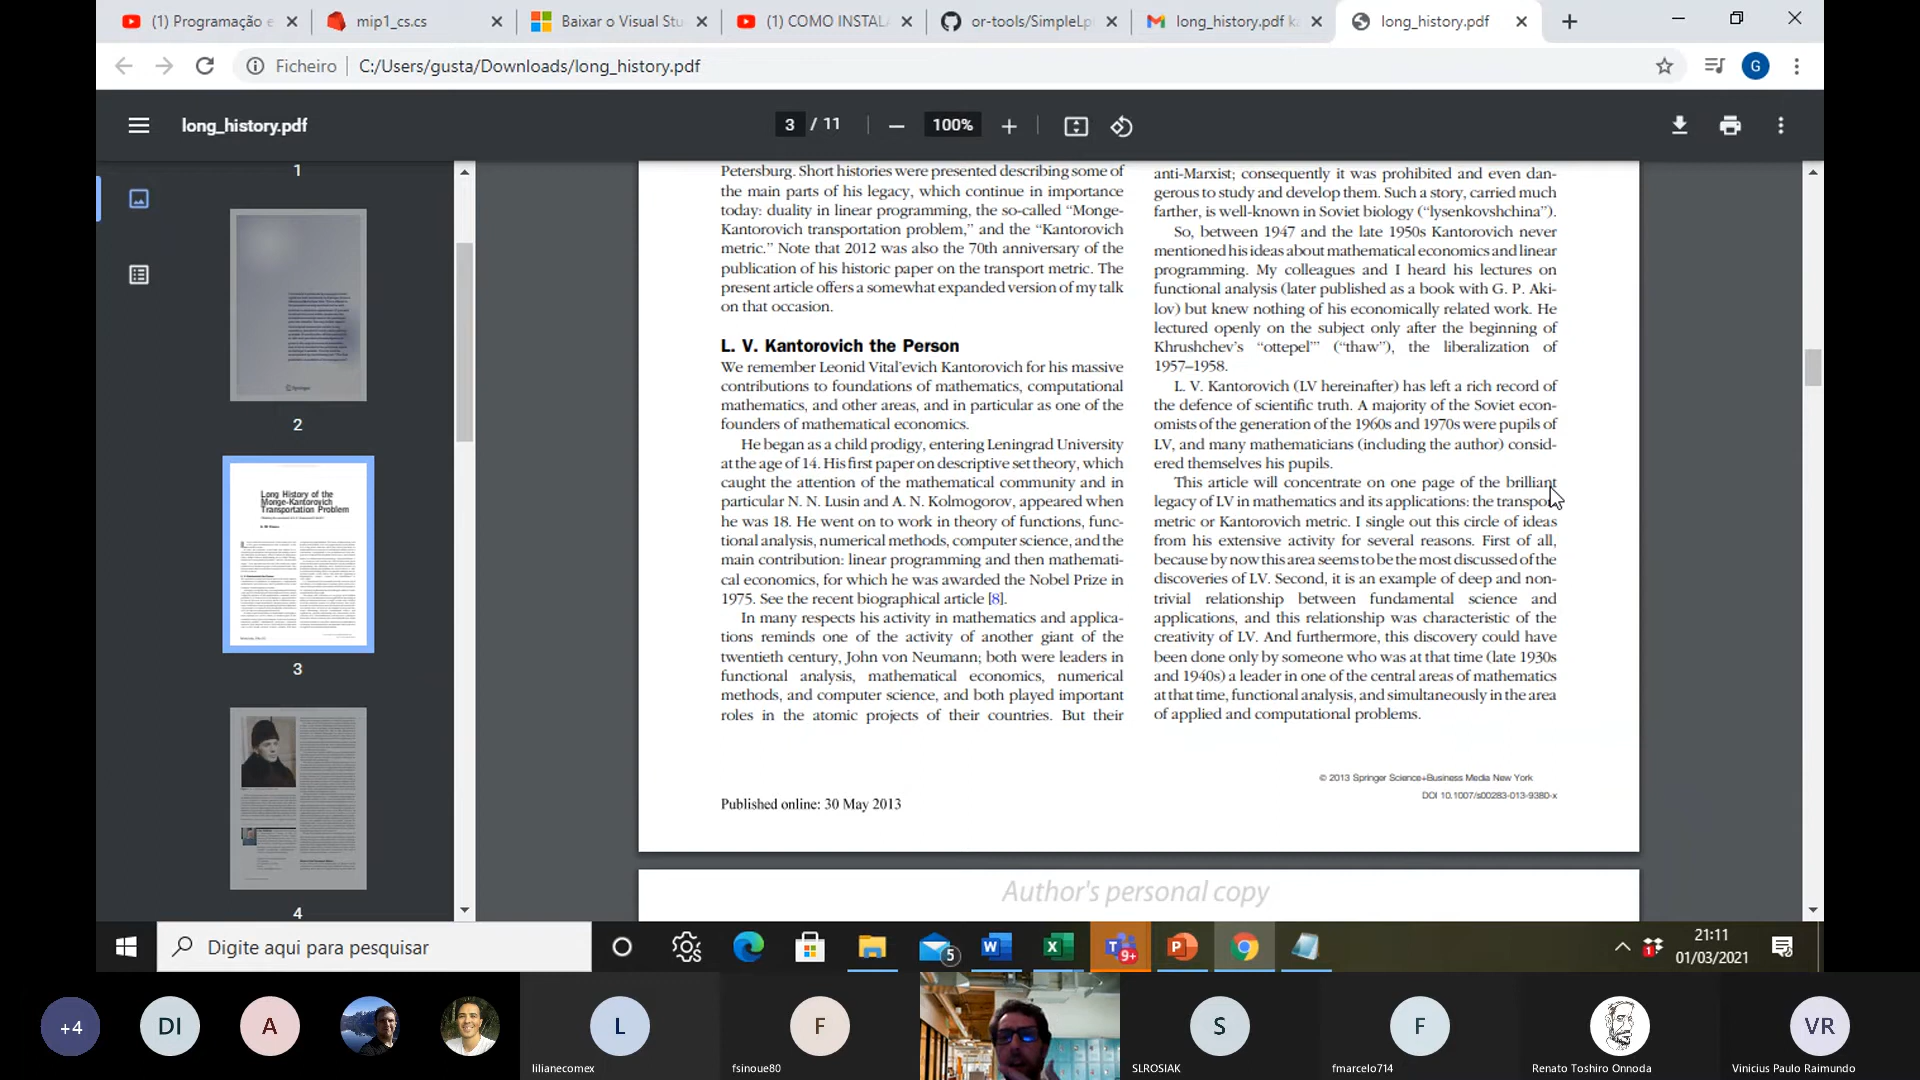 (1) Programação e
mip1_cs.cs
Baixar o Visual Stu
(1) COMO INSTAL
or-tools/SimpleLp
long_history.pdf k
long_history.pdf
Ficheiro
C:/Users/gusta/Downloads/long_history.pdf
G
long_history.pdf
3 / 11
100%
1
2
Long History of the
Monge-Kantorovich
Transportation Problem
3
4
Petersburg. Short histories were presented describing some of
the main parts of his legacy, which continue in importance
today: duality in linear programming, the so-called “Monge-
Kantorovich transportation problem,” and the “Kantorovich
metric.” Note that 2012 was also the 70th anniversary of the
publication of his historic paper on the transport metric. The
present article offers a somewhat expanded version of my talk
on that occasion.
L. V. Kantorovich the Person
We remember Leonid Vital’evich Kantorovich for his massive
contributions to foundations of mathematics, computational
mathematics, and other areas, and in particular as one of the
founders of mathematical economics.
He began as a child prodigy, entering Leningrad University
at the age of 14. His first paper on descriptive set theory, which
caught the attention of the mathematical community and in
particular N. N. Lusin and A. N. Kolmogorov, appeared when
he was 18. He went on to work in theory of functions, func-
tional analysis, numerical methods, computer science, and the
main contribution: linear programming and then mathemati-
cal economics, for which he was awarded the Nobel Prize in
1975. See the recent biographical article [8].
In many respects his activity in mathematics and applica-
tions reminds one of the activity of another giant of the
twentieth century, John von Neumann; both were leaders in
functional analysis, mathematical economics, numerical
methods, and computer science, and both played important
roles in the atomic projects of their countries. But their
anti-Marxist; consequently it was prohibited and even dan-
gerous to study and develop them. Such a story, carried much
farther, is well-known in Soviet biology (“lysenkovshchina”).
So, between 1947 and the late 1950s Kantorovich never
mentioned his ideas about mathematical economics and linear
programming. My colleagues and I heard his lectures on
functional analysis (later published as a book with G. P. Aki-
lov) but knew nothing of his economically related work. He
lectured openly on the subject only after the beginning of
Khrushchev’s “ottepel’” (“thaw”), the liberalization of
1957–1958.
L. V. Kantorovich (LV hereinafter) has left a rich record of
the defence of scientific truth. A majority of the Soviet econ-
omists of the generation of the 1960s and 1970s were pupils of
LV, and many mathematicians (including the author) consid-
ered themselves his pupils.
This article will concentrate on one page of the brilliant
legacy of LV in mathematics and its applications: the transport
metric or Kantorovich metric. I single out this circle of ideas
from his extensive activity for several reasons. First of all,
because by now this area seems to be the most discussed of the
discoveries of LV. Second, it is an example of deep and non-
trivial relationship between fundamental science and
applications, and this relationship was characteristic of the
creativity of LV. And furthermore, this discovery could have
been done only by someone who was at that time (late 1930s
and 1940s) a leader in one of the central areas of mathematics
at that time, functional analysis, and simultaneously in the area
of applied and computational problems.
© 2013 Springer Science+Business Media New York
DOI 10.1007/s00283-013-9380-x
Published online: 30 May 2013
Author's personal copy
Digite aqui para pesquisar
5
9+
21:11
01/03/2021
+4
DI
A
L
lilianecomex
F
fsinoue80
S
SLROSIAK
F
fmarcelo714
Renato Toshiro Onnoda
VR
Vinicius Paulo Raimundo